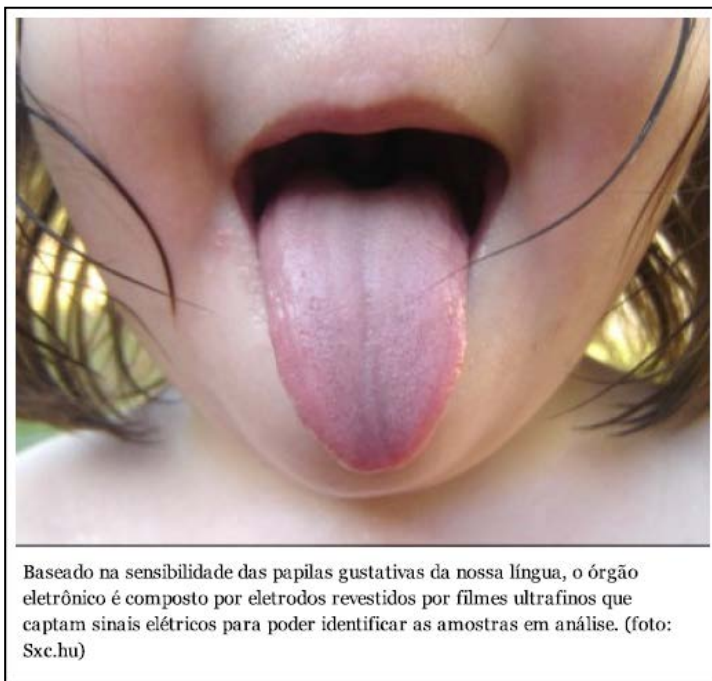 Baseado na sensibilidade das papilas gustativas da nossa língua, o órgão
eletrônico é composto por eletrodos revestidos por filmes ultrafinos que
captam sinais elétricos para poder identificar as amostras em análise. (foto:
Sxc.hu)